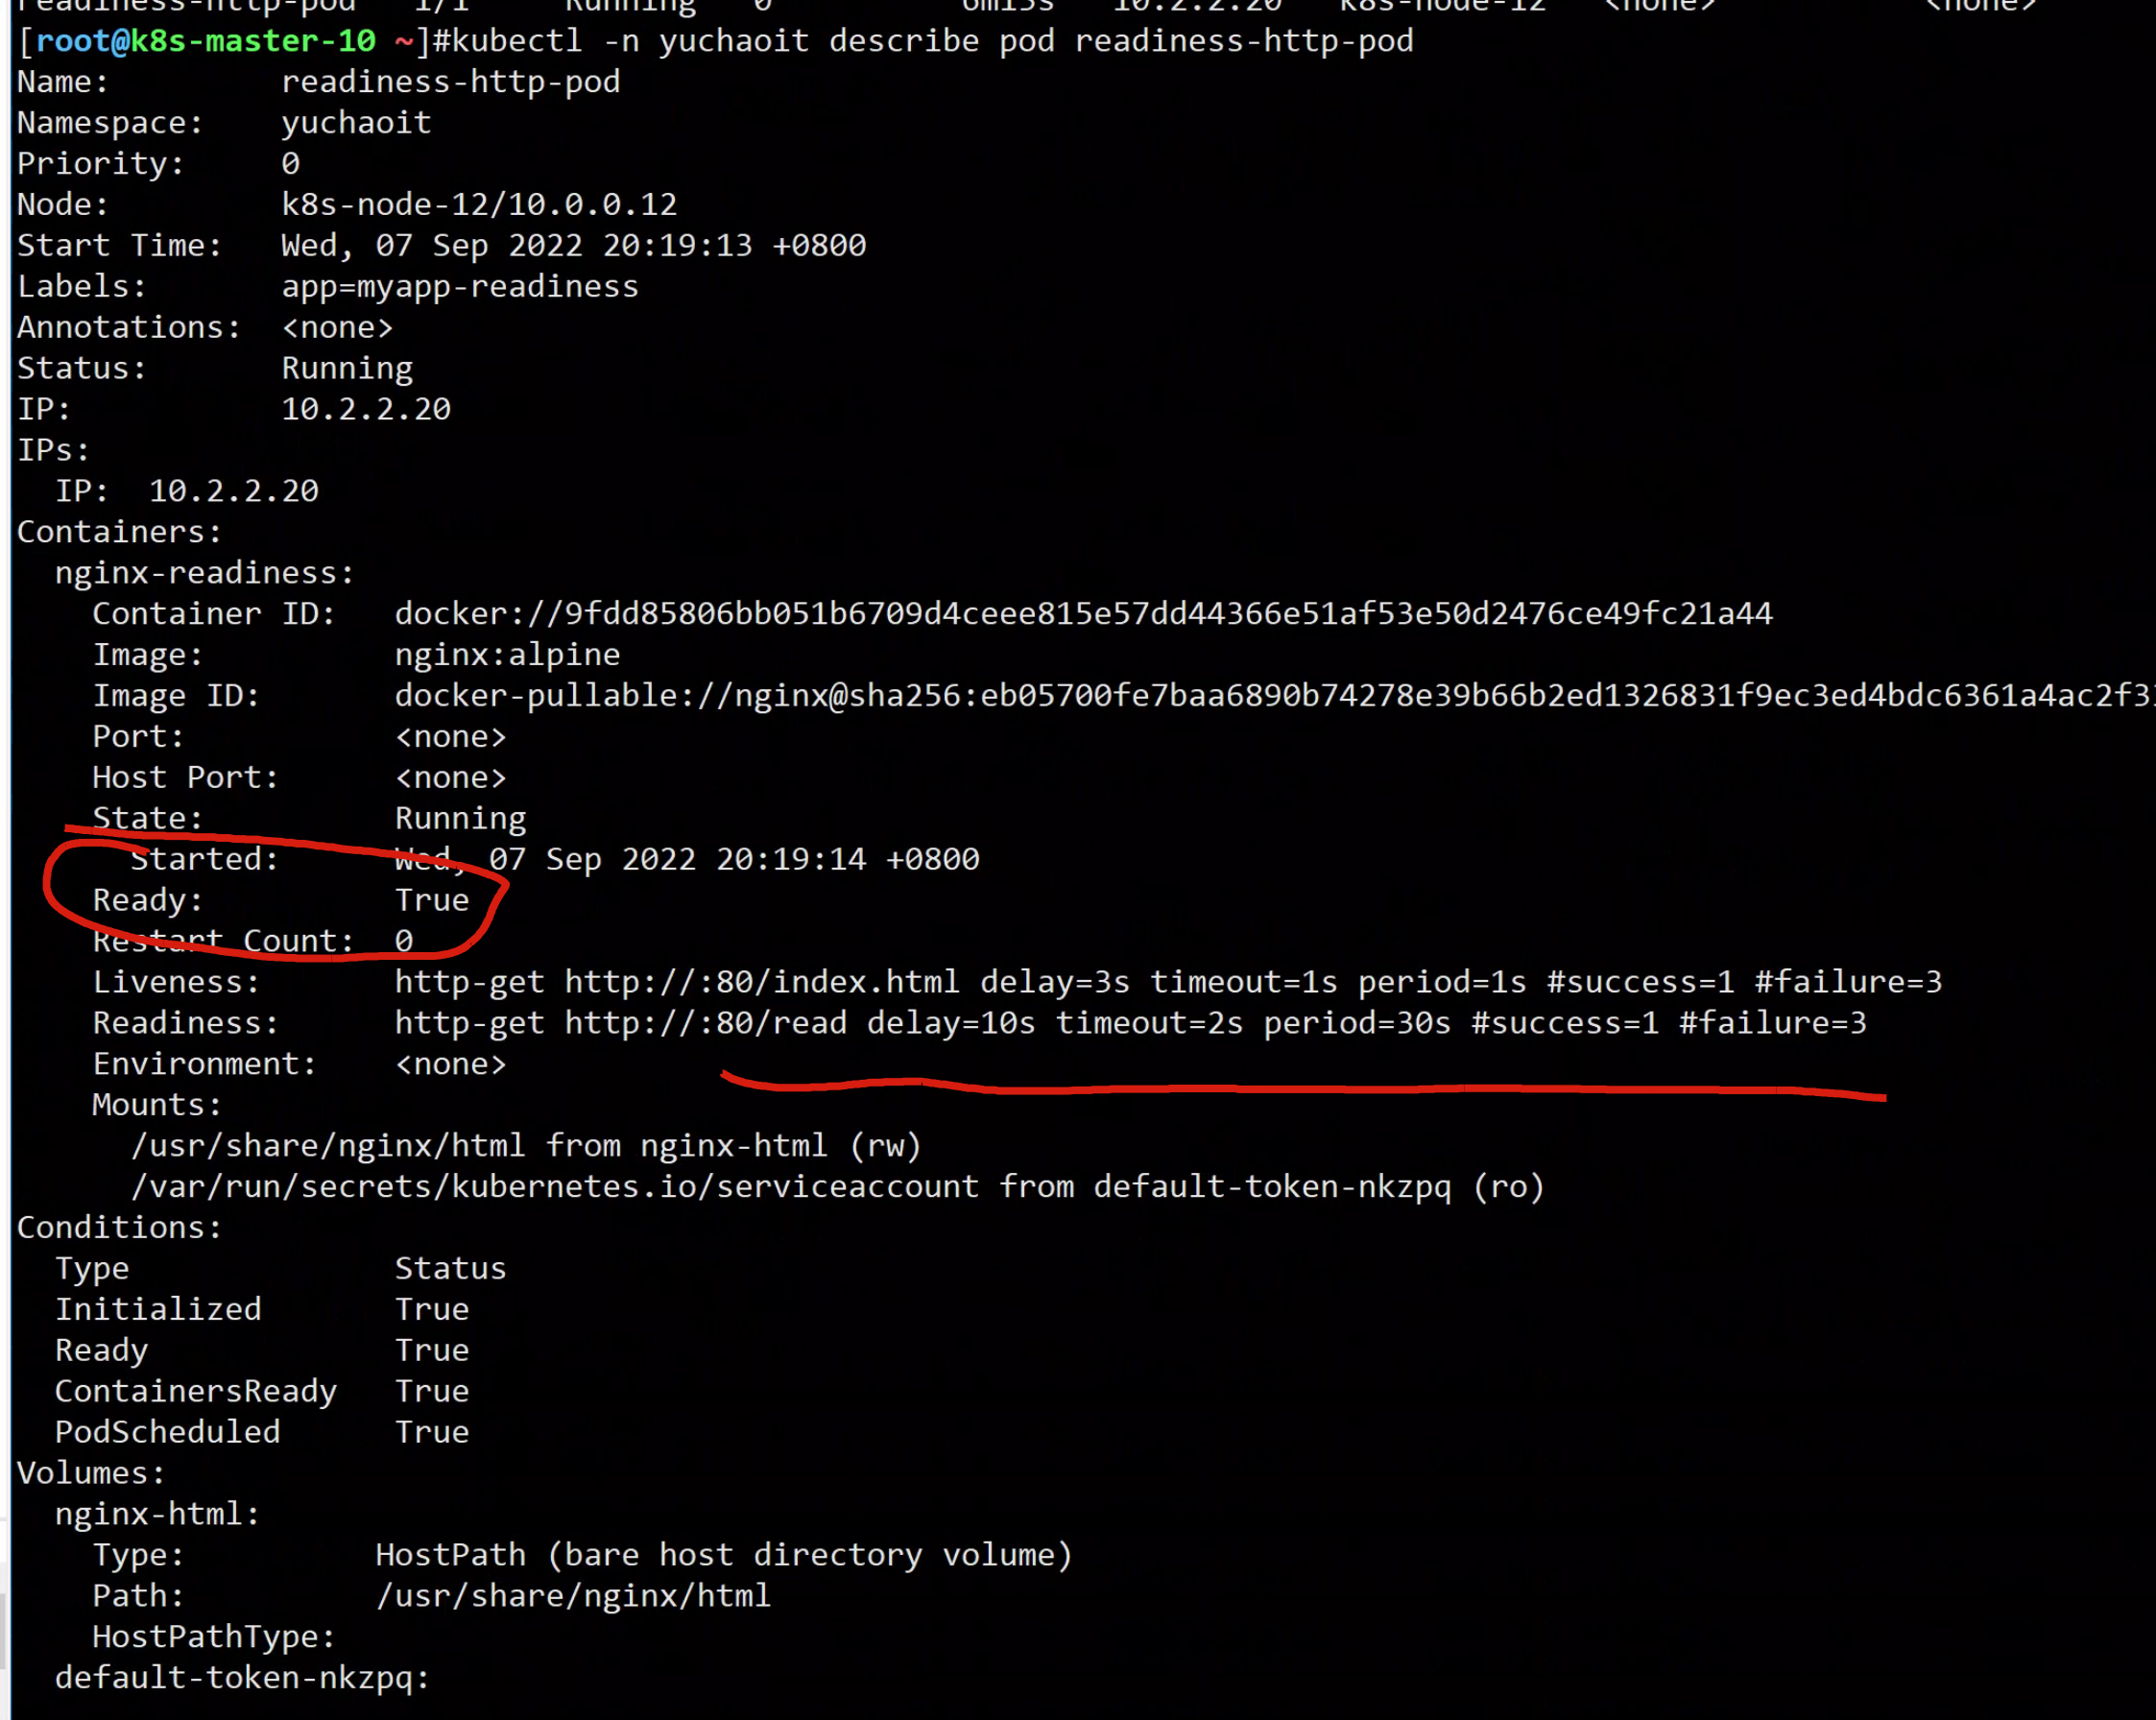 readiness-http-pod   1/1     Running   0          6m15s   10.2.2.20   k8s-node-12   <none>           <none>
[root@k8s-master-10 ~]#kubectl -n yuchaoit describe pod readiness-http-pod
Name:         readiness-http-pod
Namespace:    yuchaoit
Priority:     0
Node:         k8s-node-12/10.0.0.12
Start Time:   Wed, 07 Sep 2022 20:19:13 +0800
Labels:       app=myapp-readiness
Annotations:  <none>
Status:       Running
IP:           10.2.2.20
IPs:
  IP:  10.2.2.20
Containers:
  nginx-readiness:
    Container ID:   docker://9fdd85806bb051b6709d4ceee815e57dd44366e51af53e50d2476ce49fc21a44
    Image:          nginx:alpine
    Image ID:       docker-pullable://nginx@sha256:eb05700fe7baa6890b74278e39b66b2ed1326831f9ec3ed4bdc6361a4ac2f3
    Port:           <none>
    Host Port:      <none>
    State:          Running
      Started:      Wed, 07 Sep 2022 20:19:14 +0800
    Ready:          True
    Restart Count:  0
    Liveness:       http-get http://:80/index.html delay=3s timeout=1s period=1s #success=1 #failure=3
    Readiness:      http-get http://:80/read delay=10s timeout=2s period=30s #success=1 #failure=3
    Environment:    <none>
    Mounts:
      /usr/share/nginx/html from nginx-html (rw)
      /var/run/secrets/kubernetes.io/serviceaccount from default-token-nkzpq (ro)
Conditions:
  Type              Status
  Initialized       True
  Ready             True
  ContainersReady   True
  PodScheduled      True
Volumes:
  nginx-html:
    Type:          HostPath (bare host directory volume)
    Path:          /usr/share/nginx/html
    HostPathType:
  default-token-nkzpq: